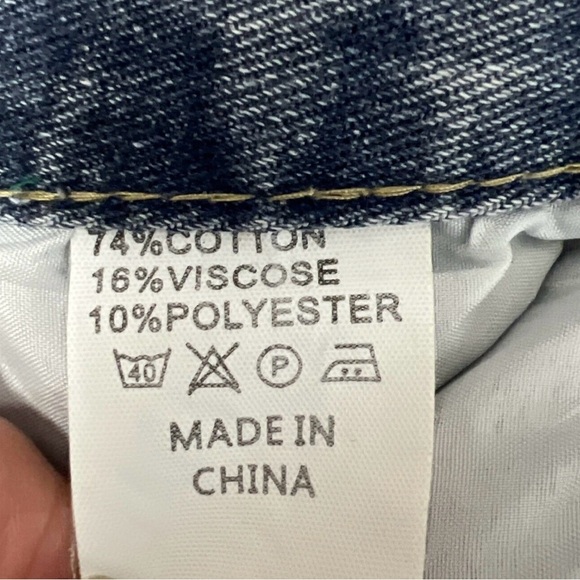 74%COTTON
16%VISCOSE
10%POLYESTER
40 P
MADE IN
CHINA